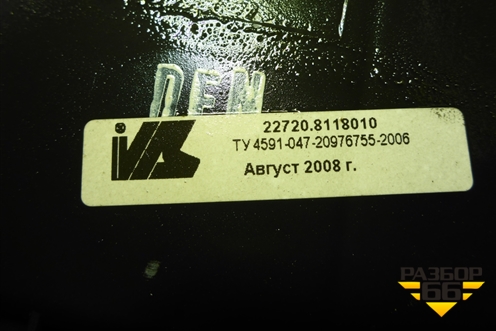 DEN
22720.8118010
ТУ 4591-047-20976755-2006
Август 2008 г.
РАЗБОР
66